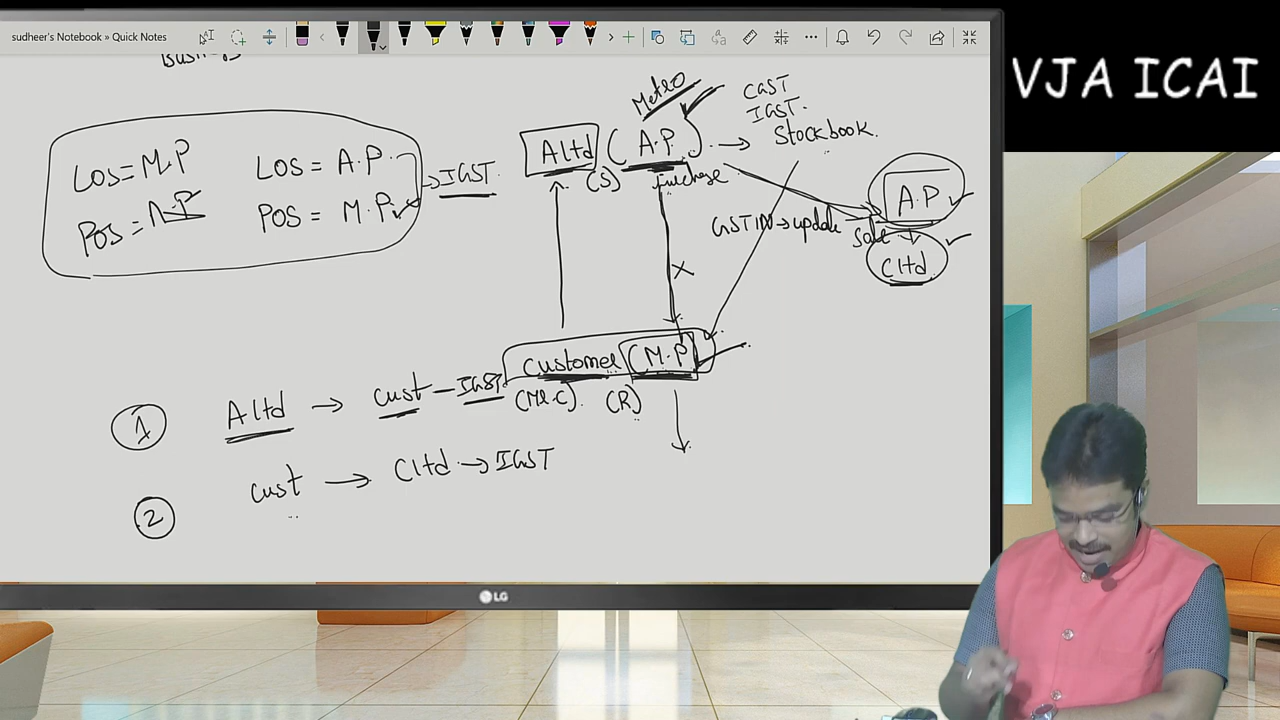 sudheer's Notebook » Quick Notes
VJA ICAI
Metro
CGST
IGST.
Stockbook.
A ltd (A.P)
(S) Purchase
LOS = M.P LOS = A.P
POS = A.P POS = M.P
IGST
A.P
GSTIN → update Sale
C ltd
customer (M.P)
(R)
1 A ltd → cust - IGST
2 cust → C ltd → IGST
LG